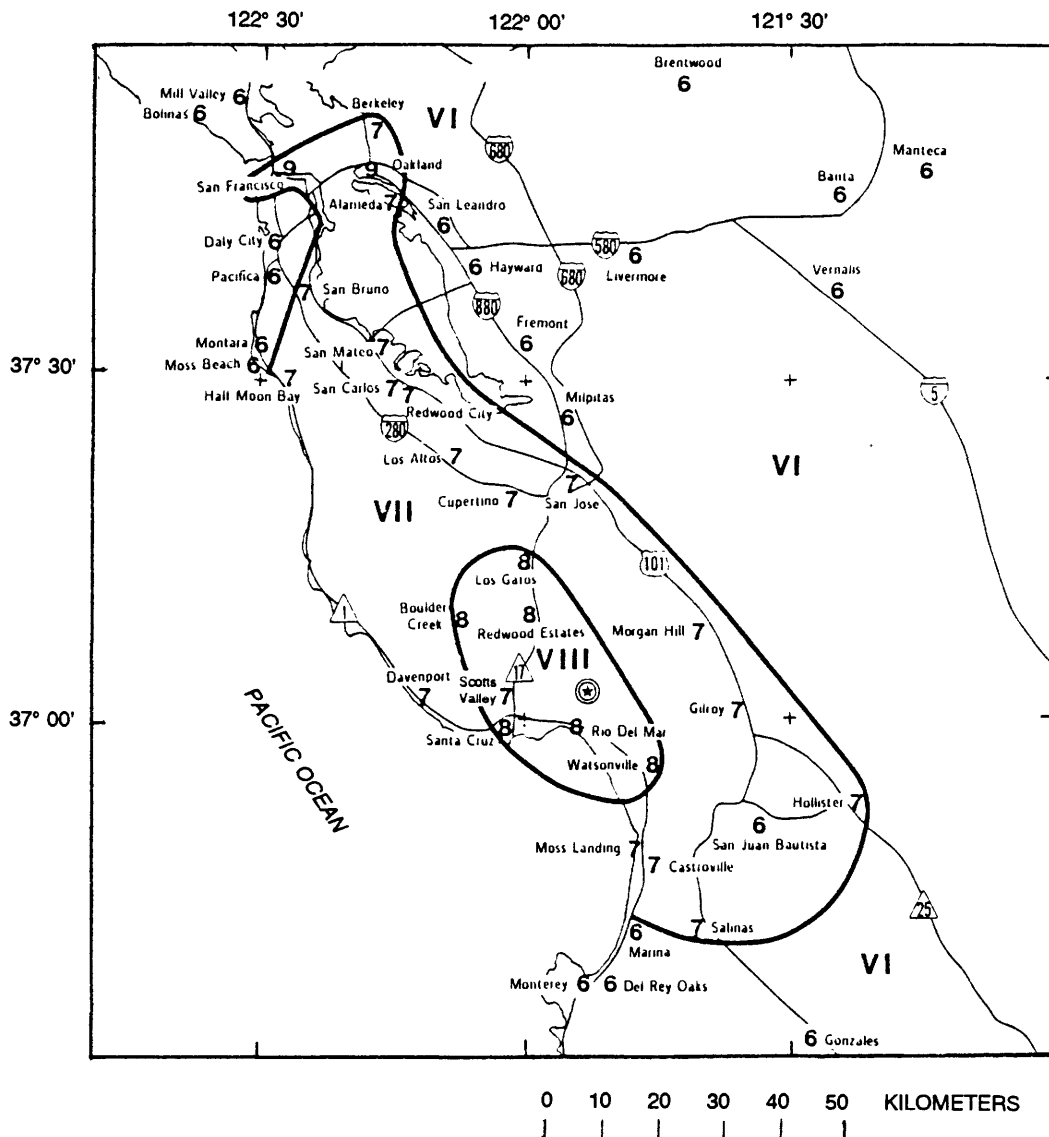 122° 30' 122° 00' 121° 30'
Brentwood
6
Mill Valley 6
Bolinas 6
Berkeley
7
VI
680
Manteca
6
Banta
6
9
9 Oakland
San Francisco
Alameda 7
San Leandro
6
Daly City 6
580
6
Livermore
6 Hayward
680
Pacifica 6
7 San Bruno
Vernalis
6
880
Fremont
6
Montara 6
San Mateo 7
37° 30'
Moss Beach 6
7
Half Moon Bay
San Carlos 7 7
Redwood City
5
Milpitas
6
280
Los Altos 7
VI
Cupertino 7
7
San Jose
VII
101
8
Los Gatos
Boulder
Creek 8
8
Redwood Estates
1
Morgan Hill 7
VIII
17
Davenport
7
Scotts
Valley 7
37° 00'
Gilroy 6
Santa Cruz 8
8 Rio Del Mar
PACIFIC OCEAN
Watsonville 8
Hollister 7
6
San Juan Bautista
Moss Landing 7
7 Castroville
25
7 Salinas
6
Marina
VI
Monterey 6
6 Del Rey Oaks
6 Gonzales
0 10 20 30 40 50 KILOMETERS